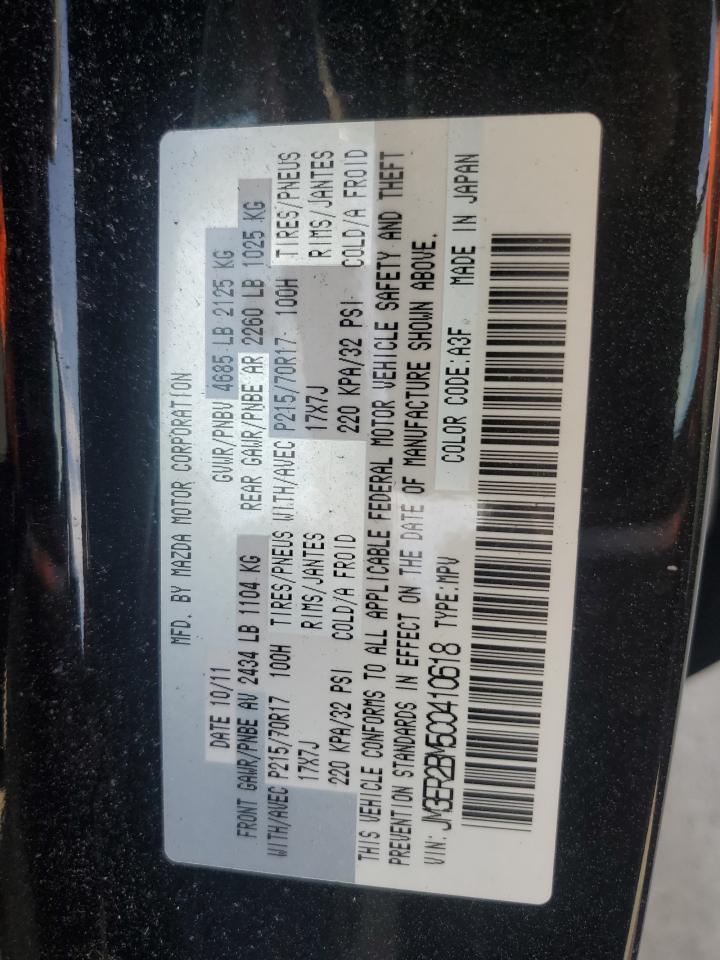 MFD. BY MAZDA MOTOR CORPORATION
DATE 10/11 GVWR/PNBV 4685 LB 2125 KG
FRONT GAWR/PNBE AV 2434 LB 1104 KG REAR GAWR/PNBE AR 2260 LB 1025 KG
WITH/AVEC P215/70R17 100H TIRES/PNEUS WITH/AVEC P215/70R17 100H TIRES/PNEUS
17X7J RIMS/JANTES 17X7J RIMS/JANTES
220 KPA/32 PSI COLD/A FROID 220 KPA/32 PSI COLD/A FROID
THIS VEHICLE CONFORMS TO ALL APPLICABLE FEDERAL MOTOR VEHICLE SAFETY AND THEFT
PREVENTION STANDARDS IN EFFECT ON THE DATE OF MANUFACTURE SHOWN ABOVE.
VIN: JM3ER2BM5C0410618 TYPE:MPV COLOR CODE:A3F MADE IN JAPAN